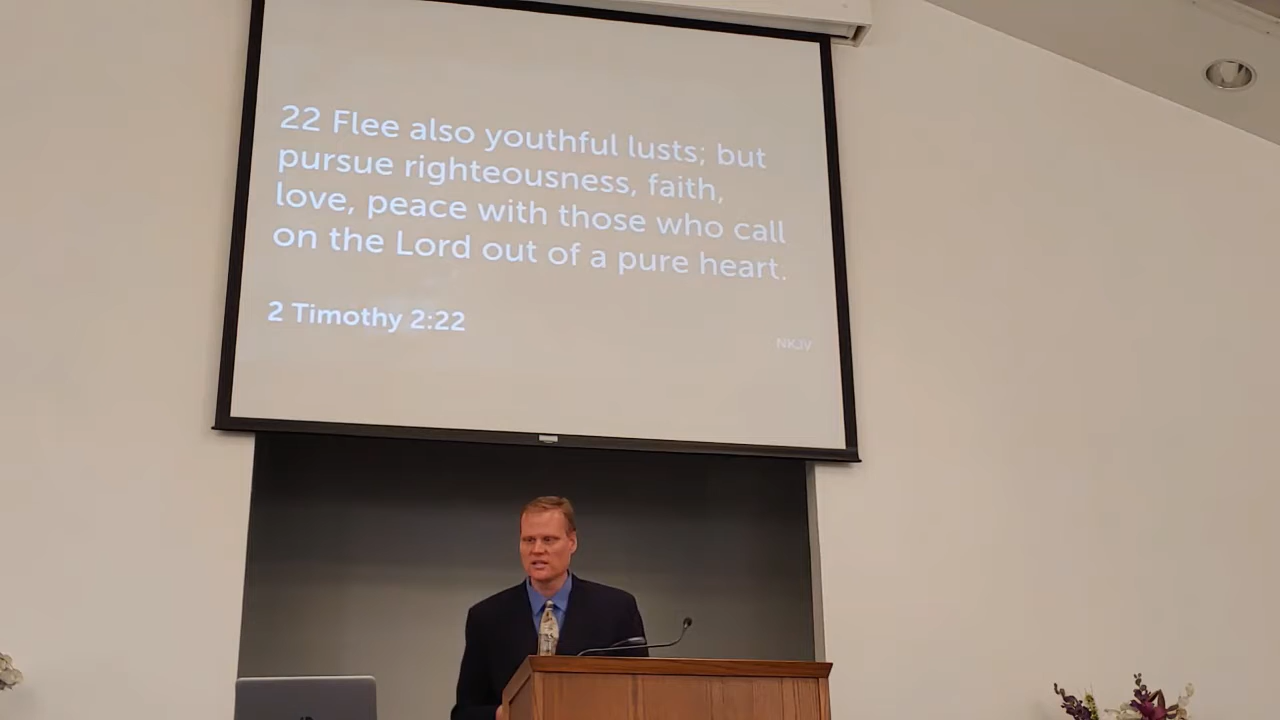 22 Flee also youthful lusts; but
pursue righteousness, faith,
love, peace with those who call
on the Lord out of a pure heart.
2 Timothy 2:22
NKJV